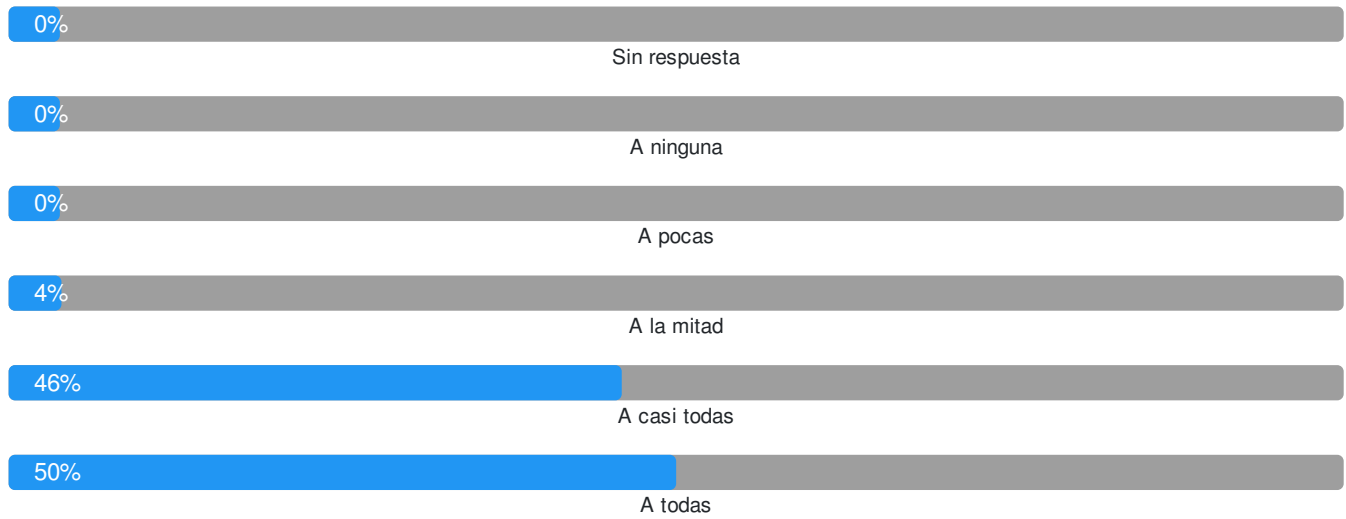 0%
Sin respuesta
0%
A ninguna
0%
A pocas
4%
A la mitad
46%
A casi todas
50%
A todas